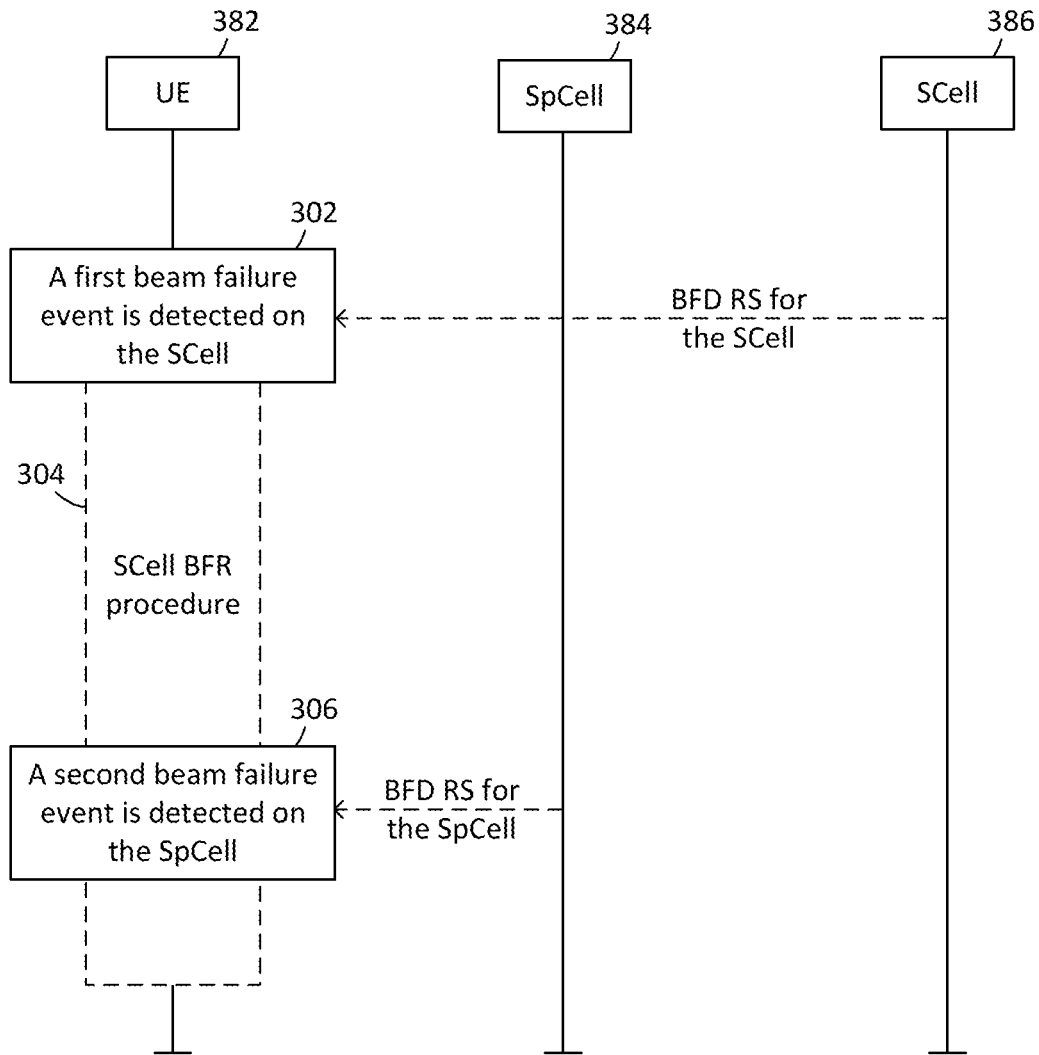 382
384
386
UE
SpCell
SCell
302
A first beam failure
event is detected on
the SCell
BFD RS for
the SCell
304
SCell BFR
procedure
306
A second beam failure
event is detected on
the SpCell
BFD RS for
the SpCell